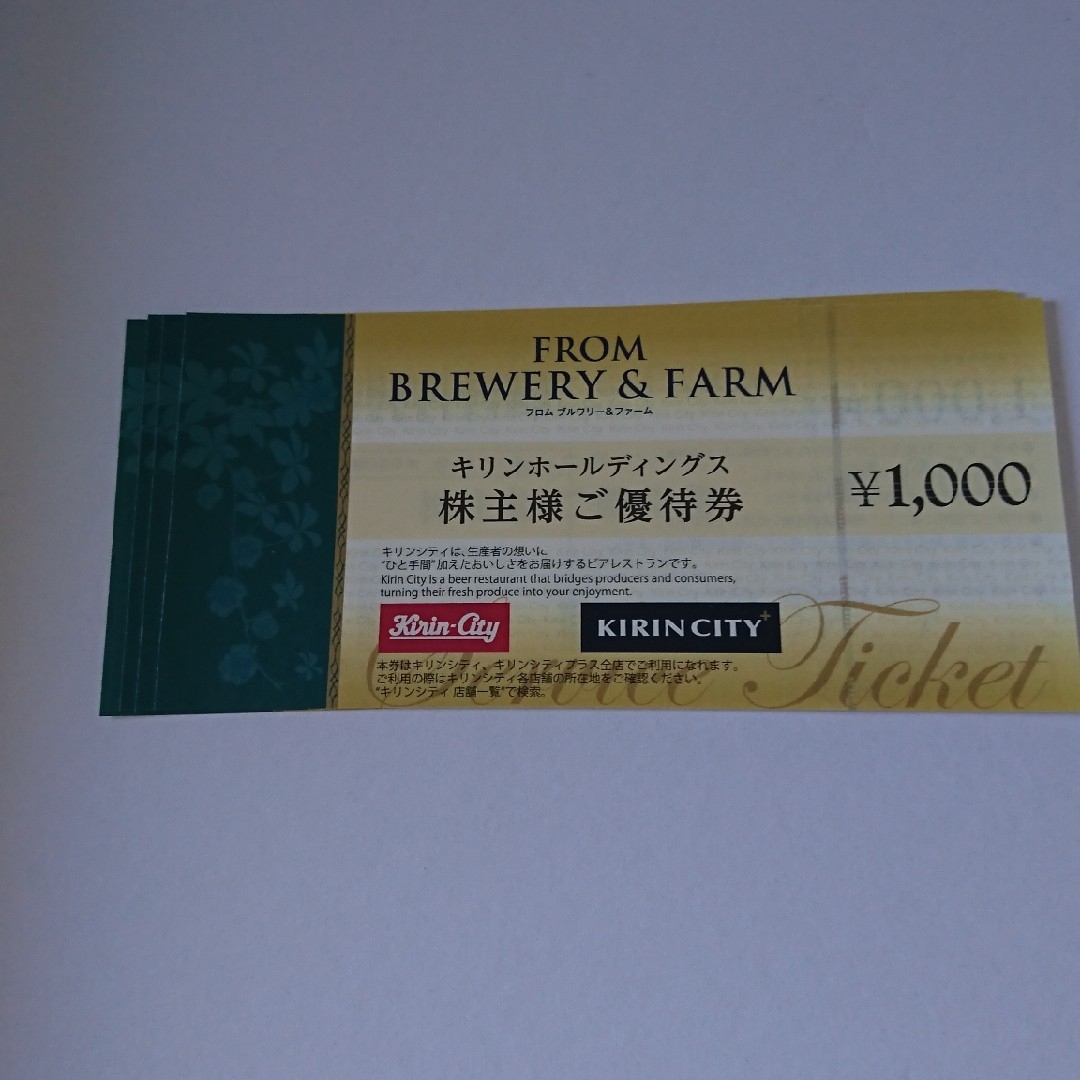 FROM
BREWERY & FARM
フロム ブルワリー&ファーム
キリンホールディングス
株主様ご優待券
¥1,000
キリンシティは、生産者の想いに
"ひと手間"加えたおいしさをお届けするビアレストランです。
Kirin City is a beer restaurant that bridges producers and consumers,
turning their fresh produce into your enjoyment.
Kirin-City
KIRIN CITY+
Service Ticket
本券はキリンシティ、キリンシティプラス全店でご利用になれます。
ご利用の際はキリンシティ各店舗の所在地をご確認ください。
"キリンシティ 店舗一覧"で検索。